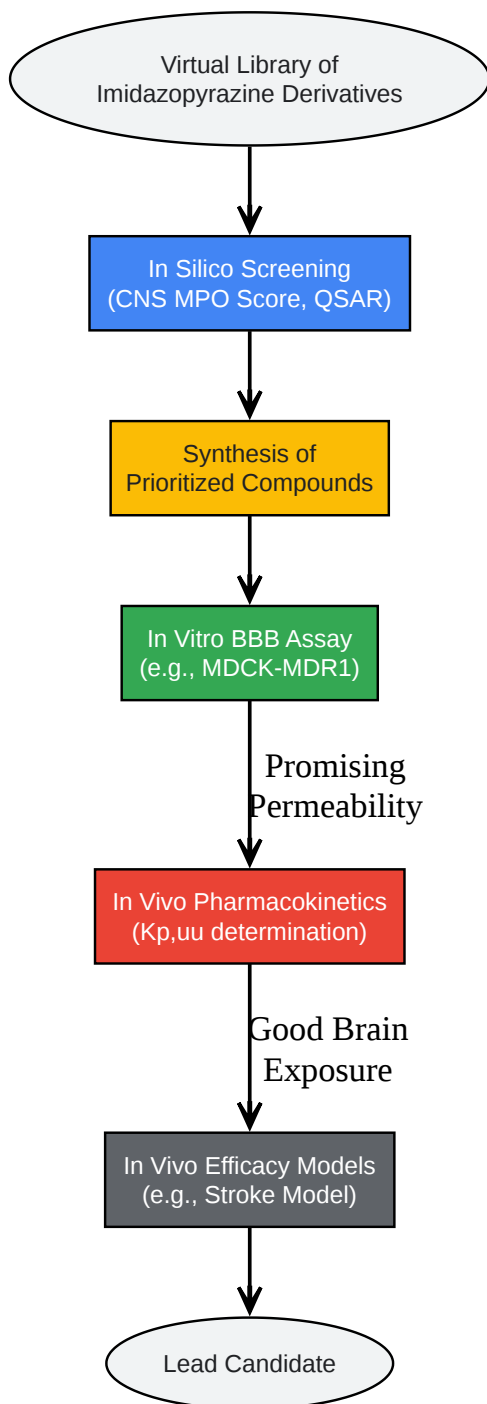 Virtual Library of
Imidazopyrazine Derivatives
In Silico Screening
(CNS MPO Score, QSAR)
Synthesis of
Prioritized Compounds
In Vitro BBB Assay
(e.g., MDCK-MDR1)
Promising
Permeability
In Vivo Pharmacokinetics
(Kp,uu determination)
Good Brain
Exposure
In Vivo Efficacy Models
(e.g., Stroke Model)
Lead Candidate